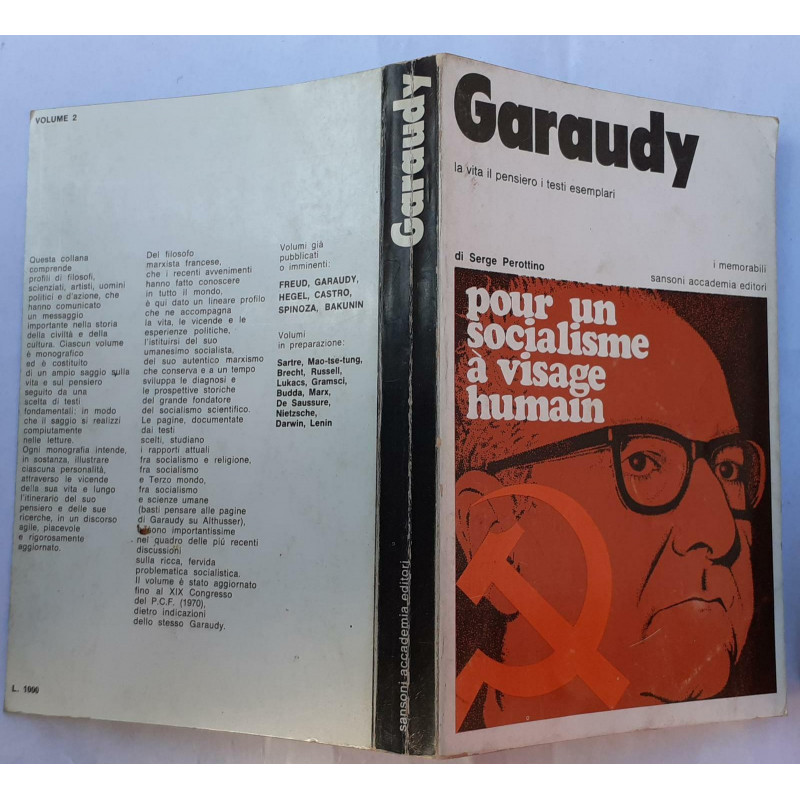 VOLUME 2
Questa collana
comprende
profili di filosofi,
scienziati, artisti, uomini
politici e d'azione, che
hanno comunicato
un messaggio
importante nella storia
della civiltà e della
cultura. Ciascun volume
è monografico
ed è costituito
di un ampio saggio sulla
vita e sul pensiero
seguito da una
scelta di testi
fondamentali: in modo
che il saggio si realizzi
compiutamente
nelle letture.
Ogni monografia intende,
in sostanza, illustrare
ciascuna personalità,
attraverso le vicende
della sua vita e lungo
l'itinerario del suo
pensiero e delle sue
ricerche, in un discorso
agile, piacevole
e rigorosamente
aggiornato.
L. 1000
Del filosofo
marxista francese,
che i recenti avvenimenti
hanno fatto conoscere
in tutto il mondo,
è qui dato un lineare profilo
che ne accompagna
la vita, le vicende e le
esperienze politiche,
l'istituirsi del suo
umanesimo socialista,
del suo autentico marxismo
che conserva e a un tempo
sviluppa le diagnosi e
le prospettive storiche
del grande fondatore
del socialismo scientifico.
Le pagine, documentate
dai testi
scelti, studiano
i rapporti attuali
fra socialismo e religione,
fra socialismo
e Terzo mondo,
fra socialismo
e scienze umane
(basti pensare alle pagine
di Garaudy su Althusser),
e sono importantissime
nel quadro delle più recenti
discussioni
sulla ricca, fervida
problematica socialistica.
Il volume è stato aggiornato
fino al XIX Congresso
del P.C.F. (1970),
dietro indicazioni
dello stesso Garaudy.
Volumi già
pubblicati
o imminenti:
FREUD, GARAUDY,
HEGEL, CASTRO,
SPINOZA, BAKUNIN
Volumi
in preparazione:
Sartre, Mao-tse-tung,
Brecht, Russell,
Lukacs, Gramsci,
Budda, Marx,
De Saussure,
Nietzsche,
Darwin, Lenin
Garaudy
sansoni accademia editori
Garaudy
la vita il pensiero i testi esemplari
di Serge Perottino
i memorabili
sansoni accademia editori
pour un
socialisme
à visage
humain